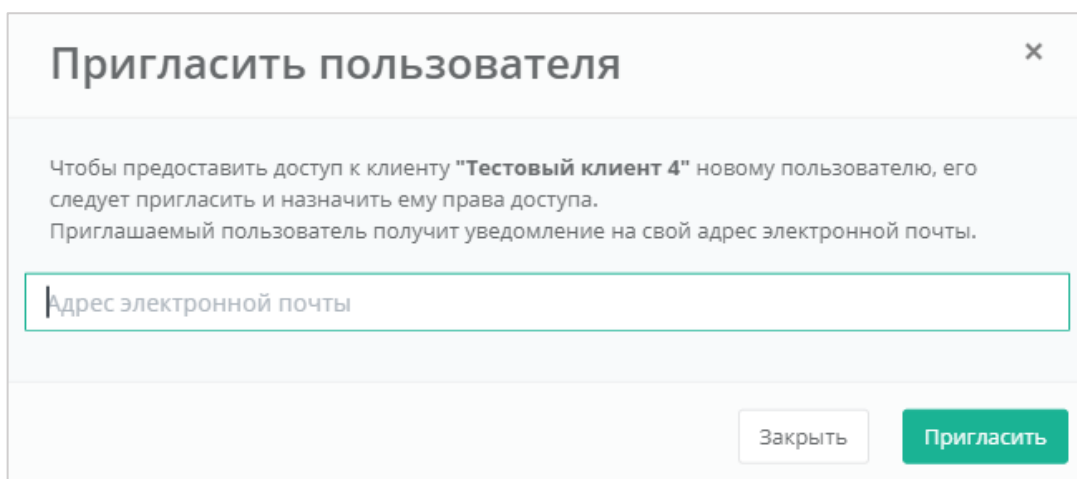 Пригласить пользователя
×
Чтобы предоставить доступ к клиенту "Тестовый клиент 4" новому пользователю, его
следует пригласить и назначить ему права доступа.
Приглашаемый пользователь получит уведомление на свой адрес электронной почты.
Адрес электронной почты
Закрыть Пригласить